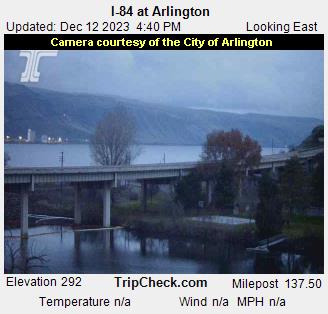 I-84 at Arlington
Updated: Dec 12 2023 4:40 PM Looking East
Camera courtesy of the City of Arlington
Elevation 292 TripCheck.com Milepost 137.50
Temperature n/a Wind n/a MPH n/a